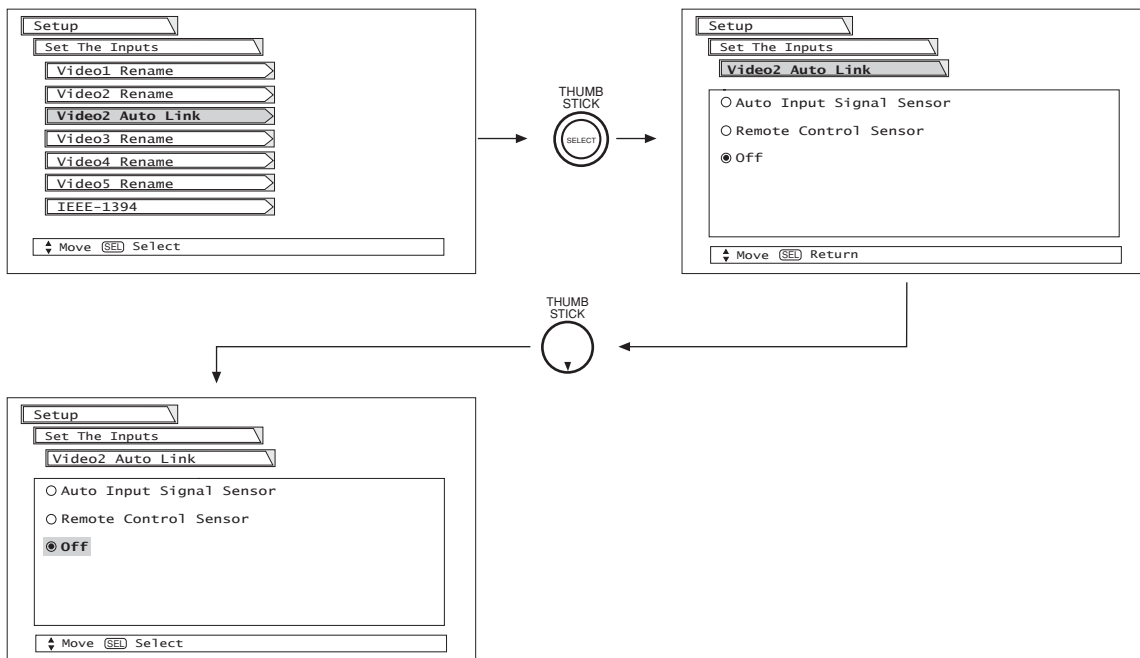 Setup
Set The Inputs
Video1 Rename
Video2 Rename
Video2 Auto Link
Video3 Rename
Video4 Rename
Video5 Rename
IEEE-1394
Move SEL Select
THUMB
STICK
SELECT
Setup
Set The Inputs
Video2 Auto Link
Auto Input Signal Sensor
Remote Control Sensor
Off
Move SEL Return
THUMB
STICK
Setup
Set The Inputs
Video2 Auto Link
Auto Input Signal Sensor
Remote Control Sensor
Off
Move SEL Select